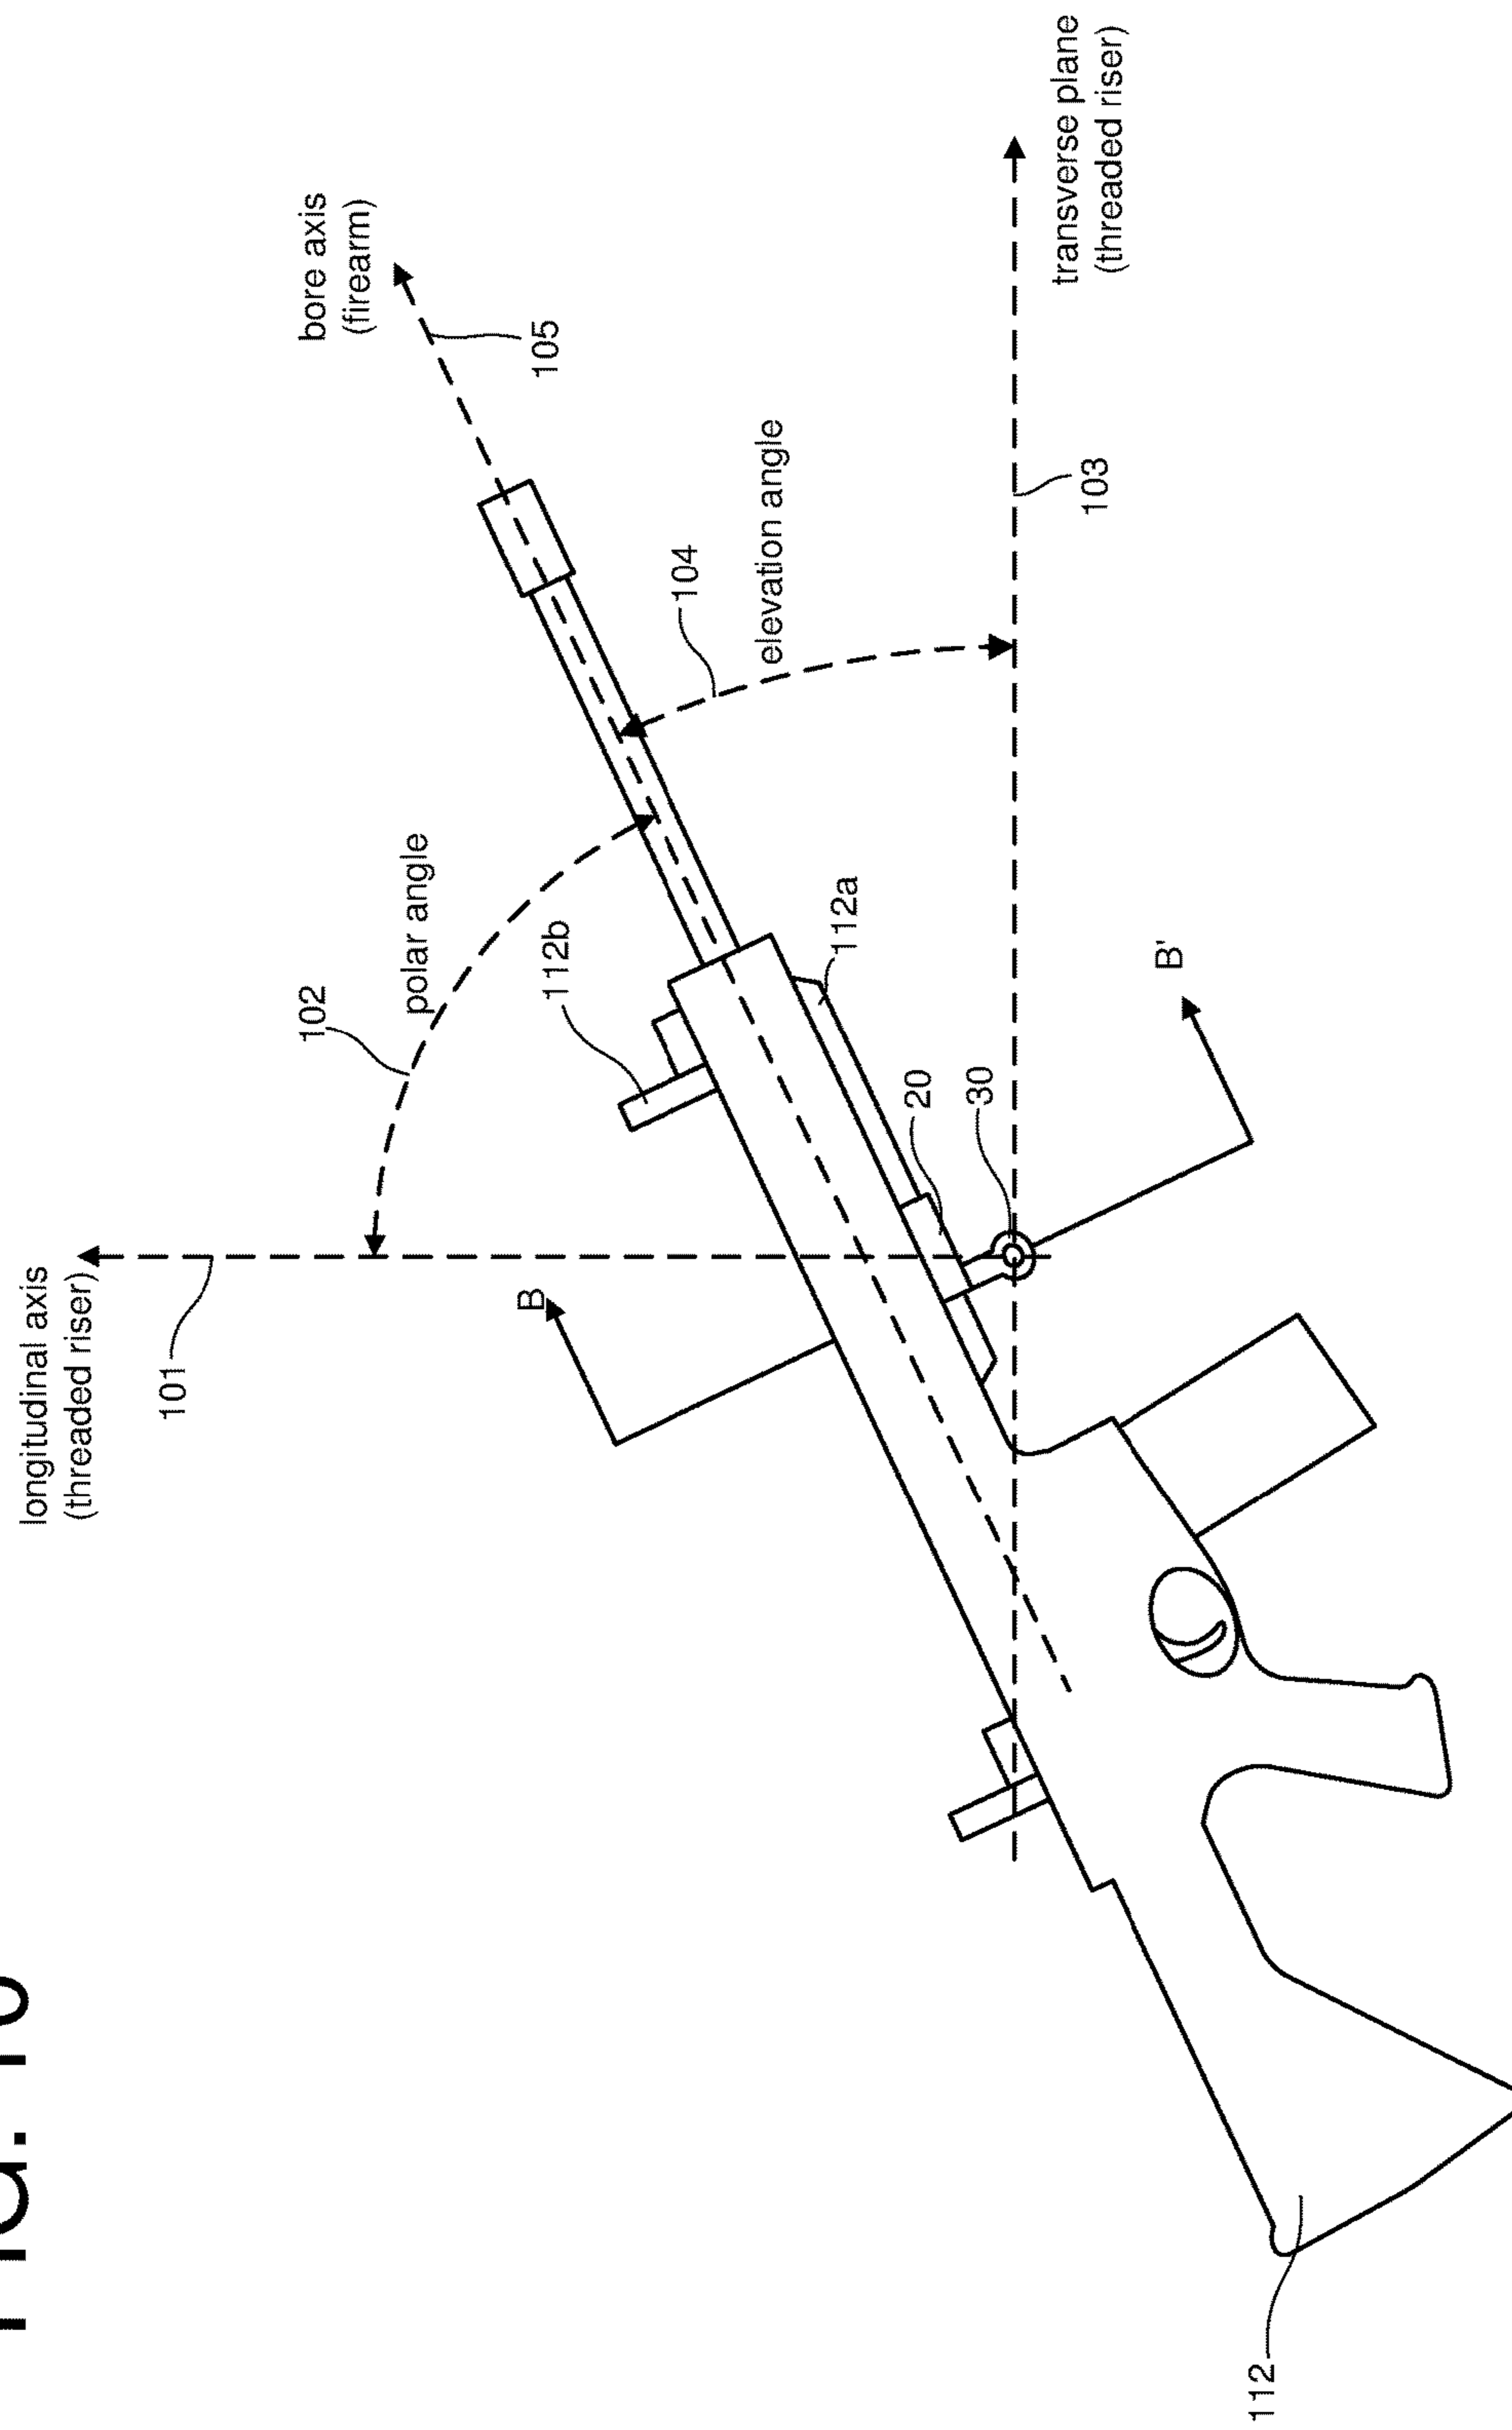 FIG.
longitudinal axis
(threaded riser)
101
bore axis
(firearm)
102
polar angle
B
105
112b
104
elevation angle
112a
20
30
transverse plane
(threaded riser)
103
B'
112